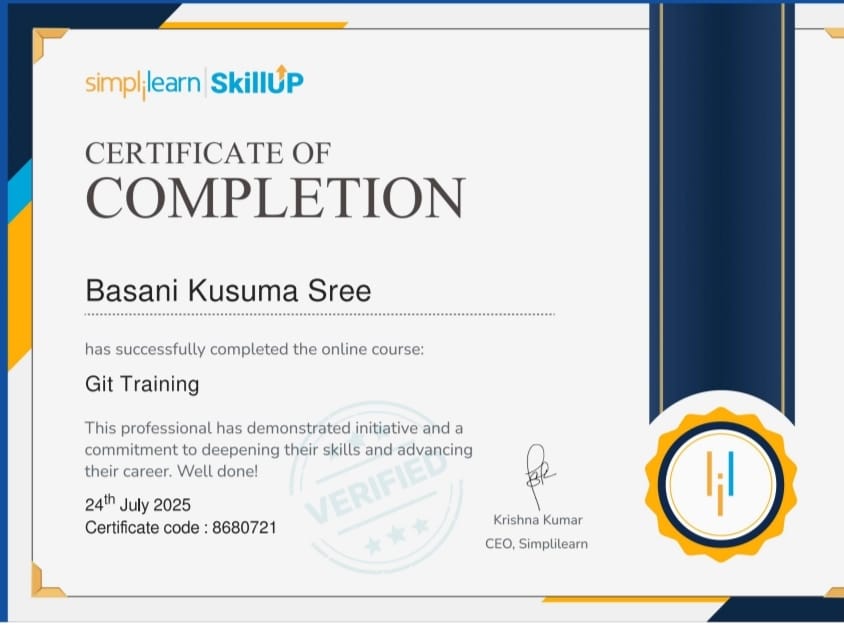 simplilearn | SkillUP
CERTIFICATE OF
COMPLETION
Basani Kusuma Sree
has successfully completed the online course:
Git Training
This professional has demonstrated initiative and a
commitment to deepening their skills and advancing
their career. Well done!
VERIFIED
24th July 2025
Certificate code : 8680721
Krishna Kumar
CEO, Simplilearn